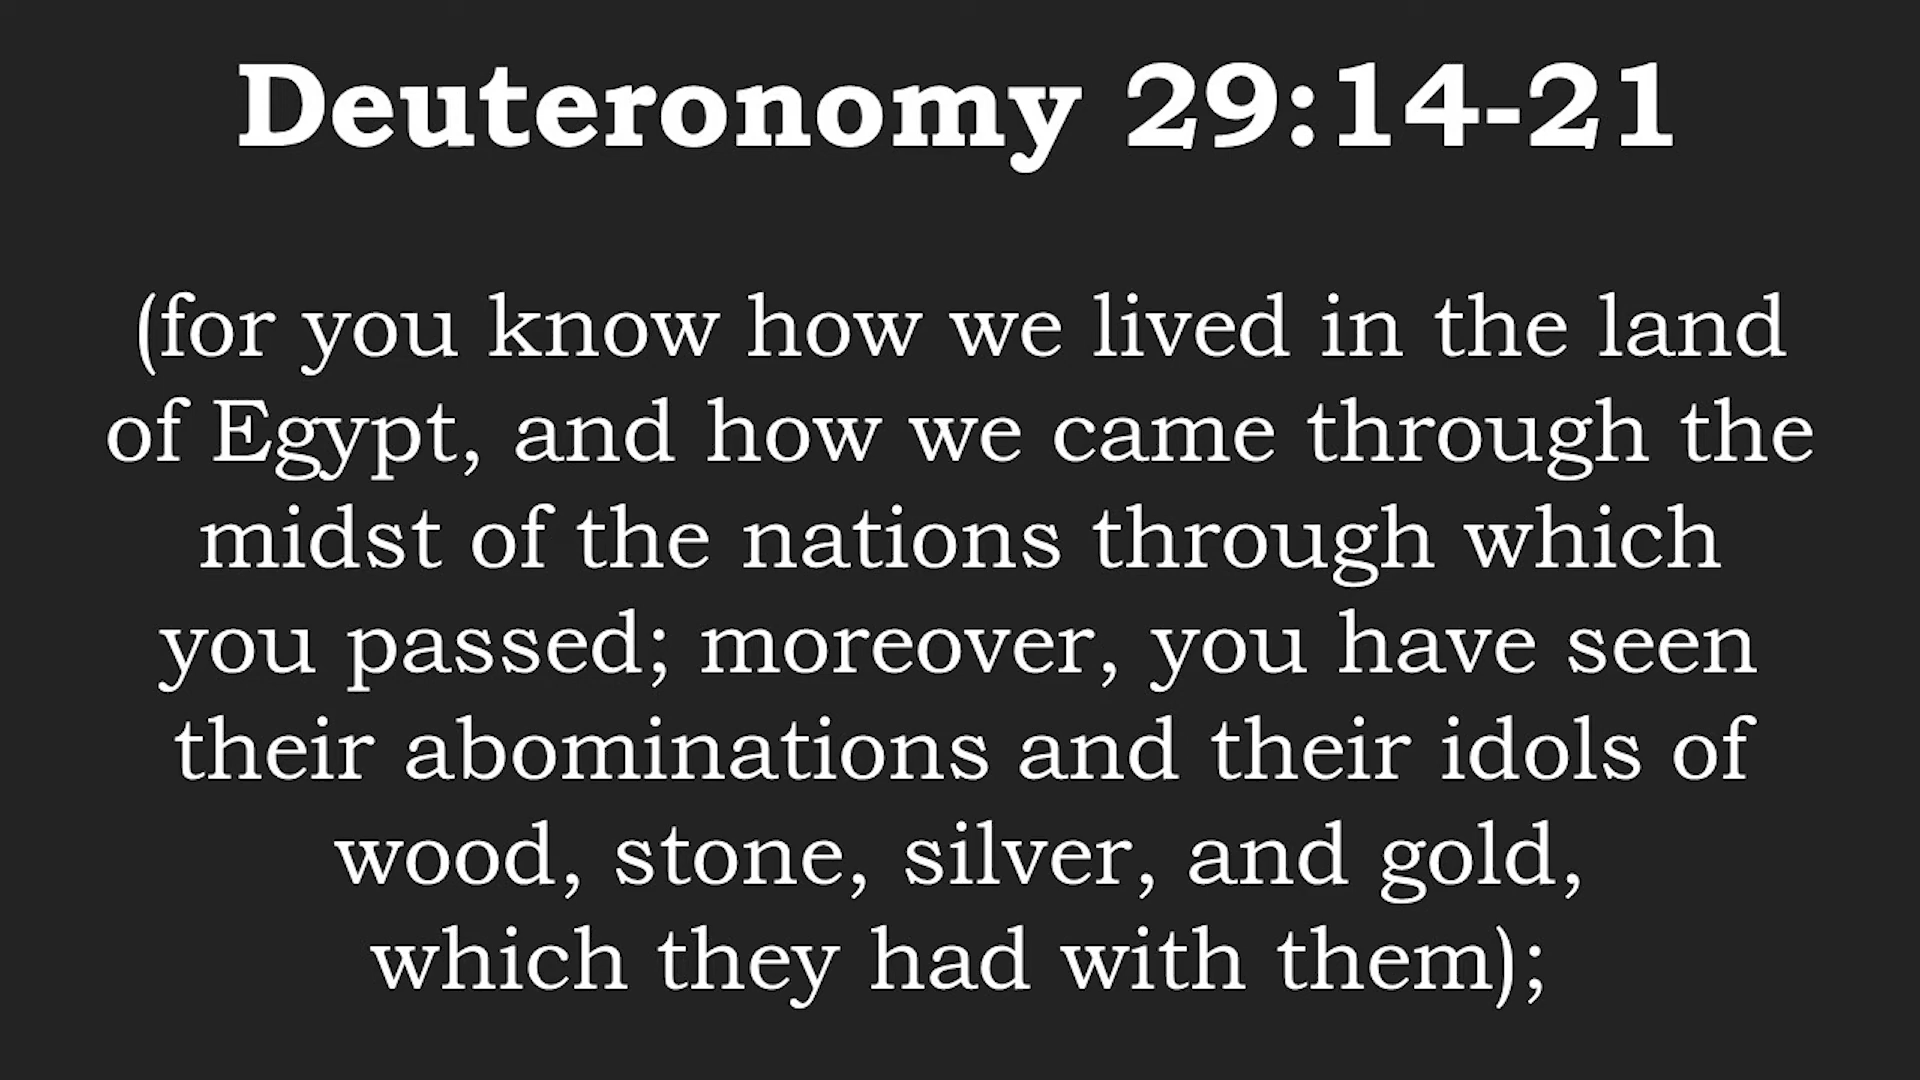 Deuteronomy 29:14-21
(for you know how we lived in the land
of Egypt, and how we came through the
midst of the nations through which
you passed; moreover, you have seen
their abominations and their idols of
wood, stone, silver, and gold,
which they had with them);